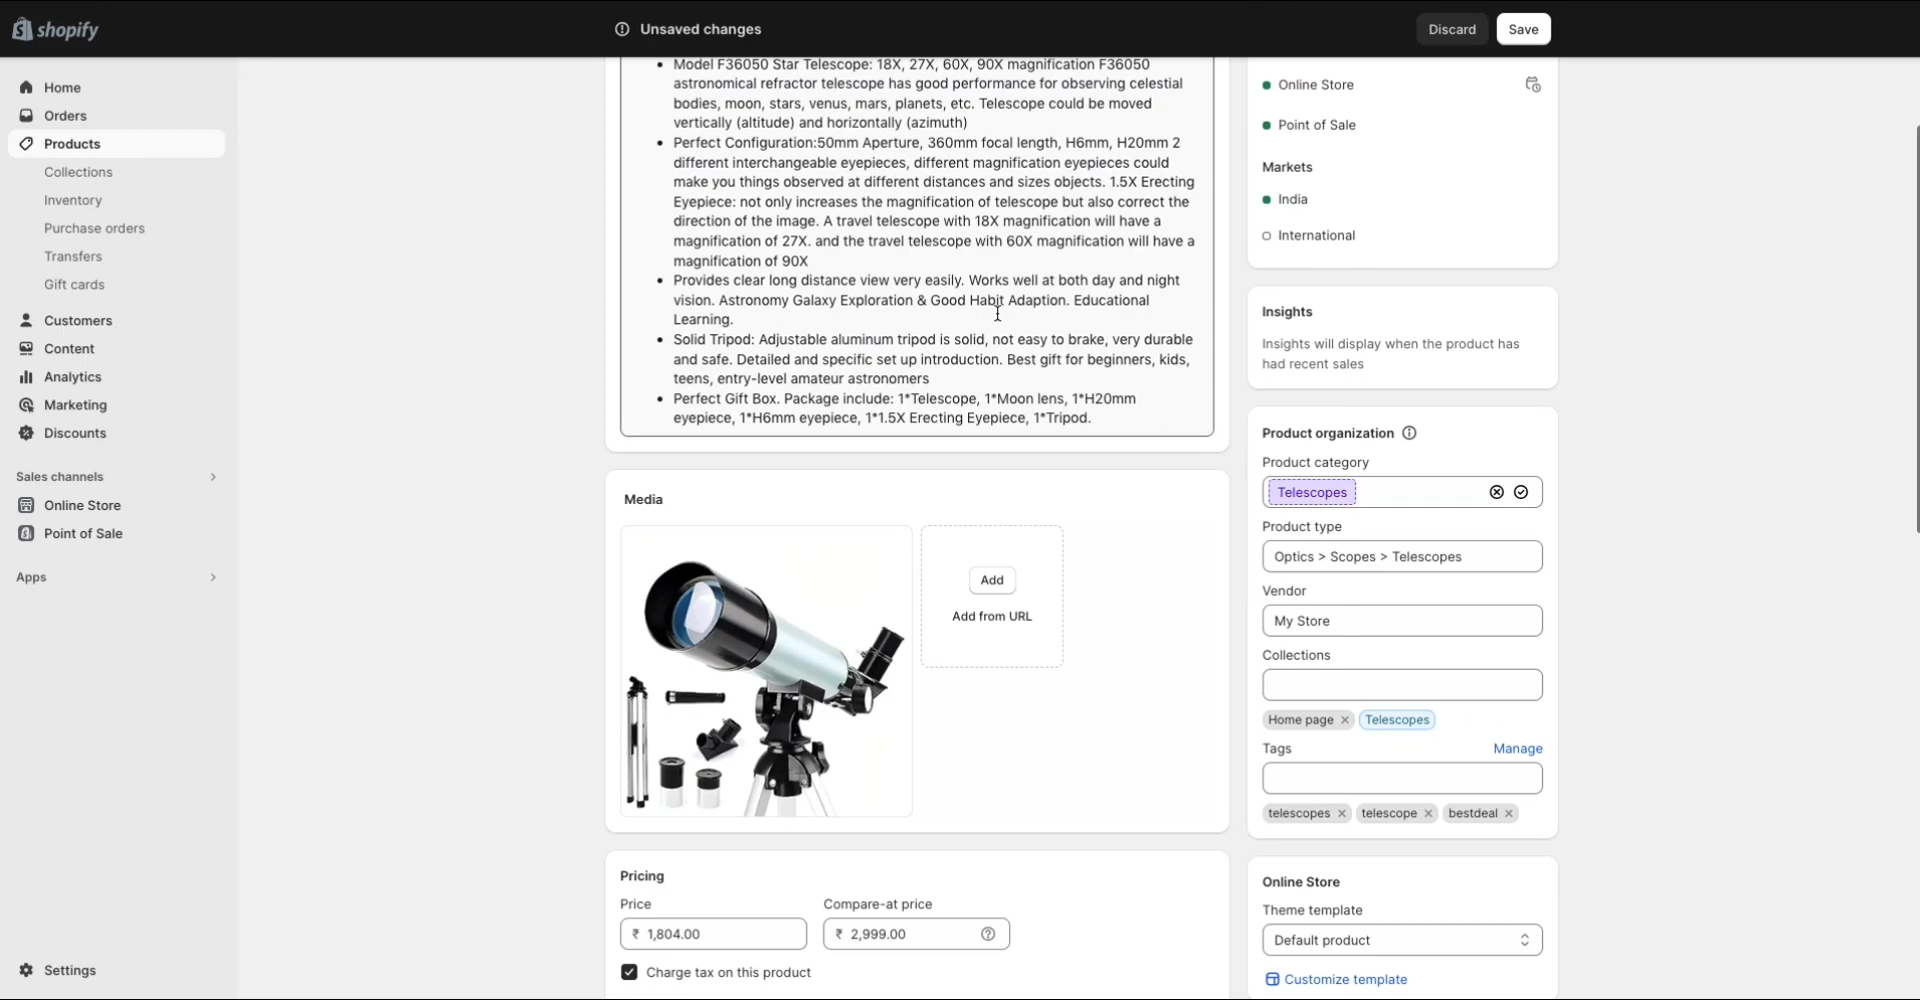 shopify
Unsaved changes
Discard
Save
Home
Orders
Products
Collections
Inventory
Purchase orders
Transfers
Gift cards
Customers
Content
Analytics
Marketing
Discounts
Sales channels
Online Store
Point of Sale
Apps
Settings
Model F36050 Star Telescope: 18X, 27X, 60X, 90X magnification F36050
astronomical refractor telescope has good performance for observing celestial
bodies, moon, stars, venus, mars, planets, etc. Telescope could be moved
vertically (altitude) and horizontally (azimuth)
Perfect Configuration:50mm Aperture, 360mm focal length, H6mm, H20mm 2
different interchangeable eyepieces, different magnification eyepieces could
make you things observed at different distances and sizes objects. 1.5X Erecting
Eyepiece: not only increases the magnification of telescope but also correct the
direction of the image. A travel telescope with 18X magnification will have a
magnification of 27X. and the travel telescope with 60X magnification will have a
magnification of 90X
Provides clear long distance view very easily. Works well at both day and night
vision. Astronomy Galaxy Exploration & Good Habit Adaption. Educational
Learning.
Solid Tripod: Adjustable aluminum tripod is solid, not easy to brake, very durable
and safe. Detailed and specific set up introduction. Best gift for beginners, kids,
teens, entry-level amateur astronomers
Perfect Gift Box. Package include: 1*Telescope, 1*Moon lens, 1*H20mm
eyepiece, 1*H6mm eyepiece, 1*1.5X Erecting Eyepiece, 1*Tripod.
Media
Add
Add from URL
Pricing
Price
Compare-at price
₹ 1,804.00
₹ 2,999.00
Charge tax on this product
Online Store
Point of Sale
Markets
India
International
Insights
Insights will display when the product has
had recent sales
Product organization
Product category
Telescopes
Product type
Optics > Scopes > Telescopes
Vendor
My Store
Collections
Home page
Telescopes
Tags
Manage
telescopes
telescope
bestdeal
Online Store
Theme template
Default product
Customize template